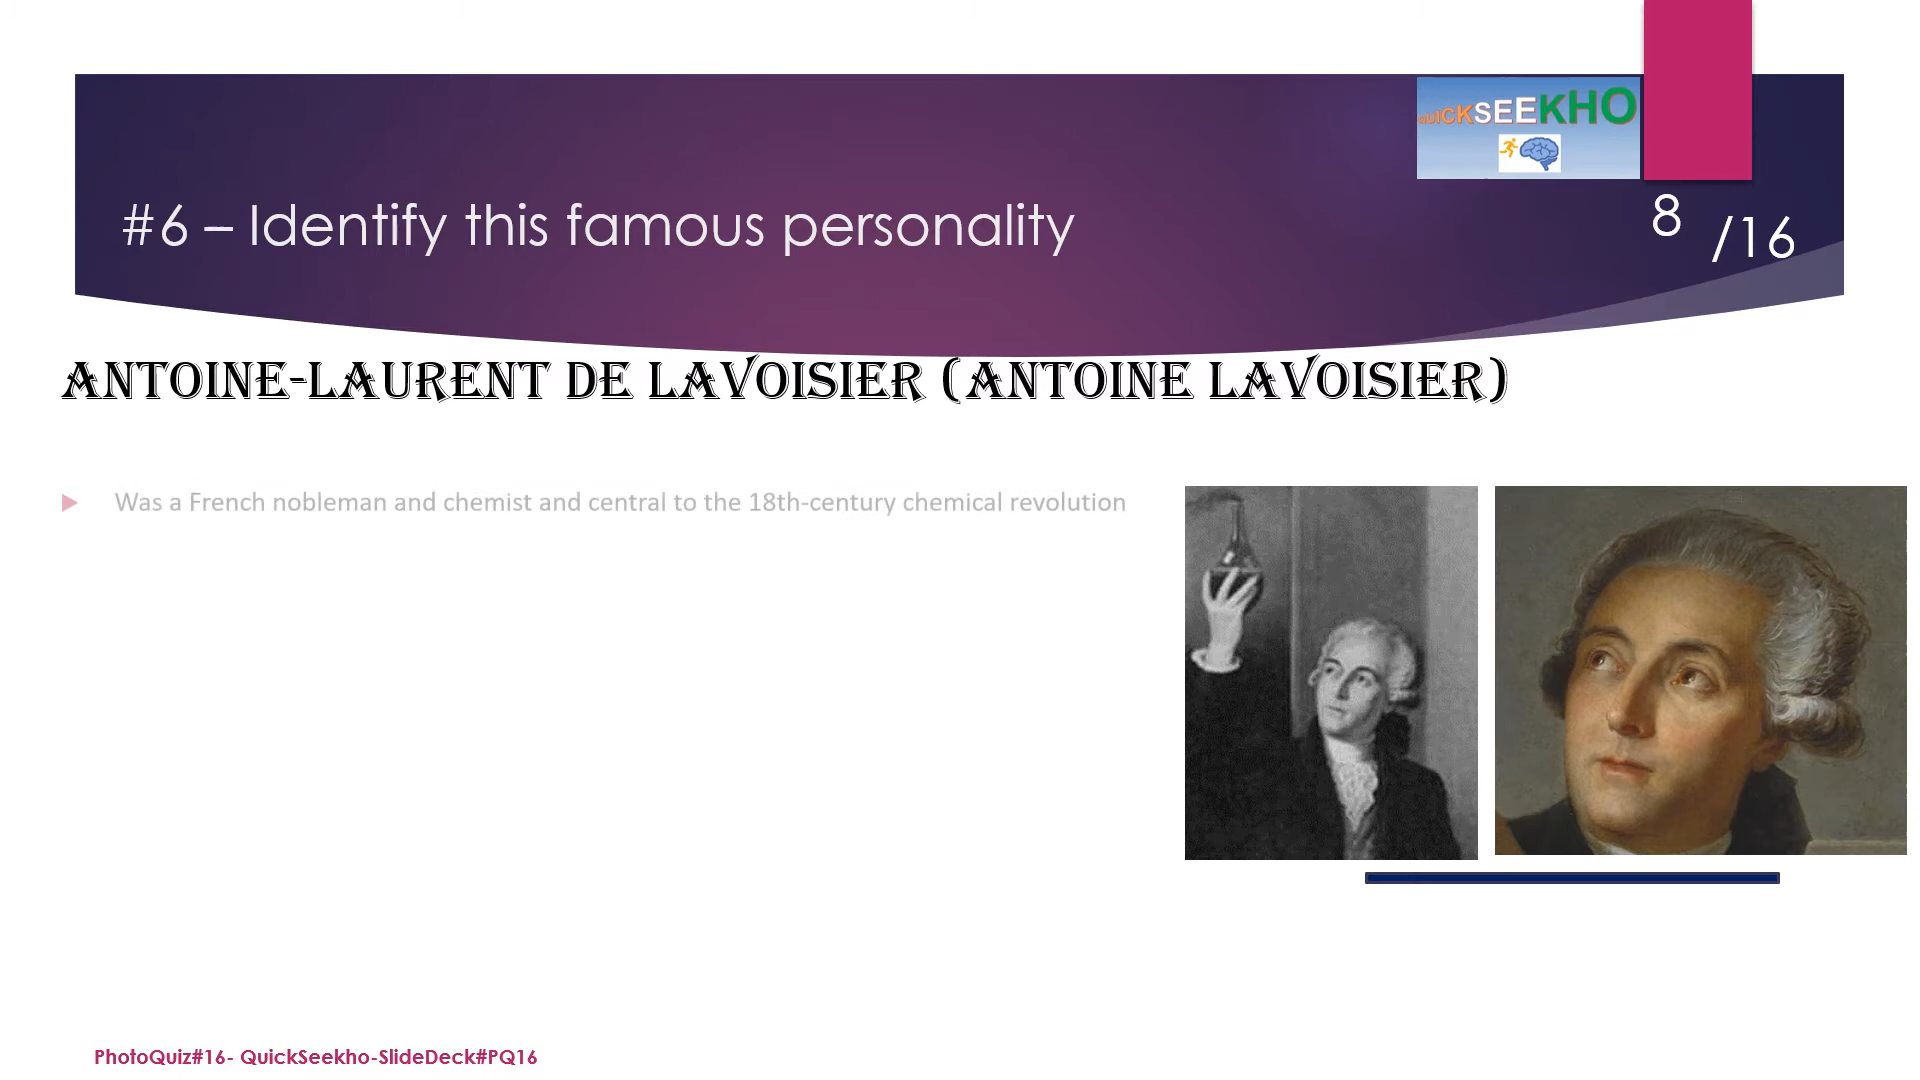 QUICKSEEKHO
#6 – Identify this famous personality
8 /16
ANTOINE-LAURENT DE LAVOISIER (ANTOINE LAVOISIER)
Was a French nobleman and chemist and central to the 18th-century chemical revolution
PhotoQuiz#16- QuickSeekho-SlideDeck#PQ16